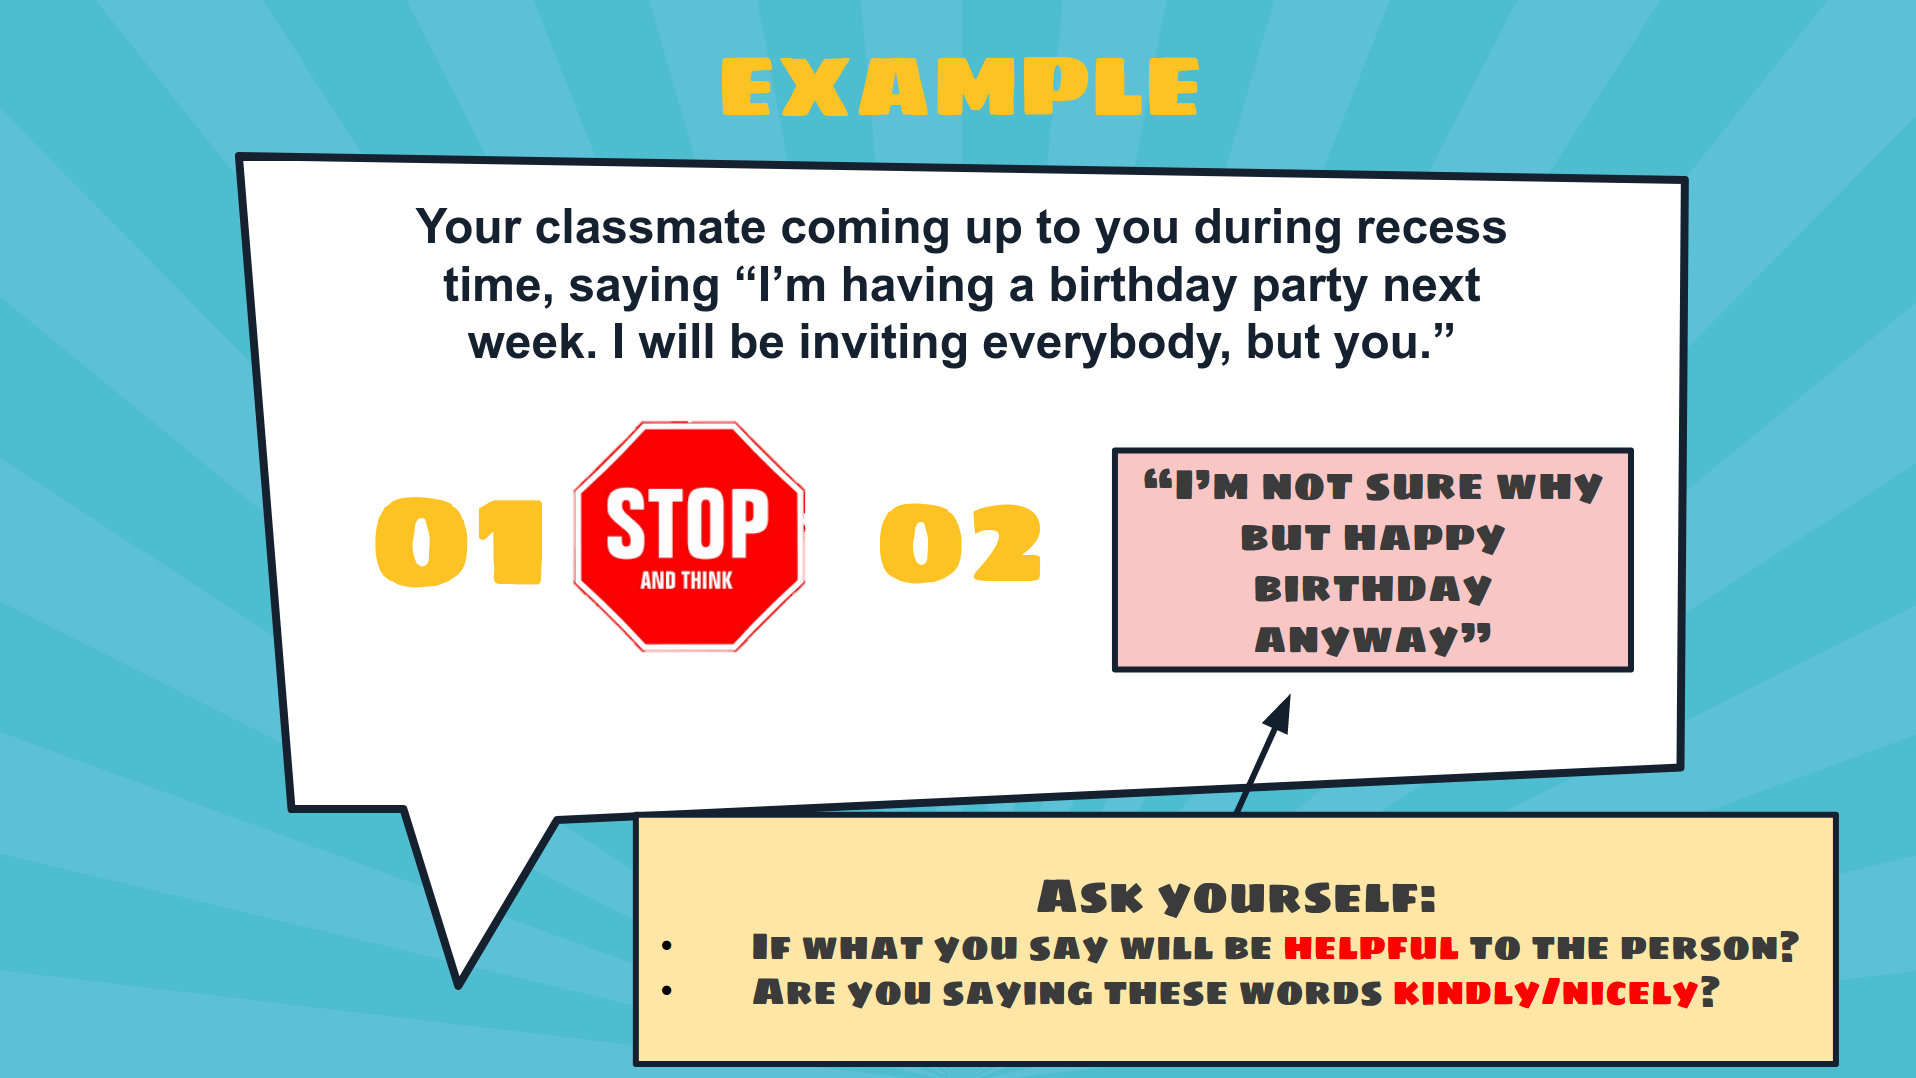 EXAMPLE
Your classmate coming up to you during recess
time, saying “I’m having a birthday party next
week. I will be inviting everybody, but you.”
01
STOP
AND THINK
02
“I’m not sure why
but happy
birthday
anyway”
Ask yourself:
• If what you say will be helpful to the person?
• Are you saying these words kindly/nicely?